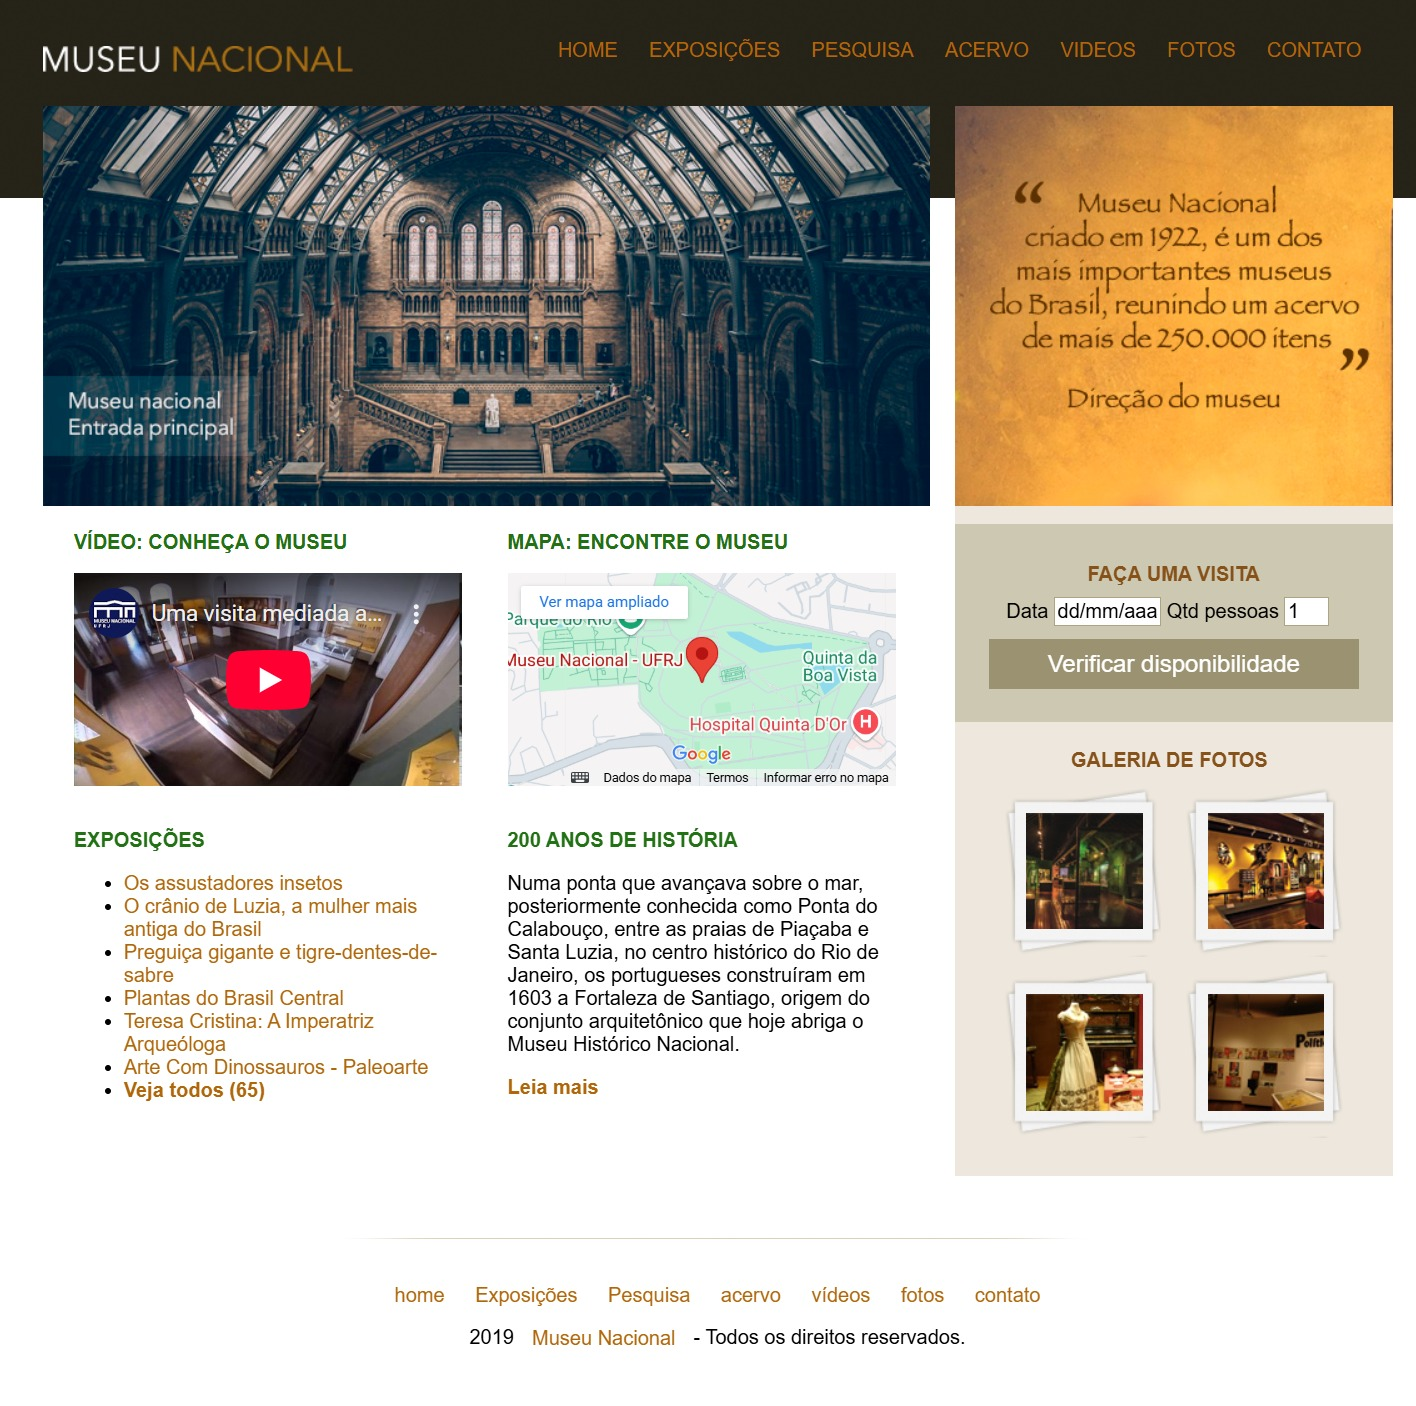 MUSEU NACIONAL
HOME EXPOSIÇÕES PESQUISA ACERVO VIDEOS FOTOS CONTATO
Museu nacional
Entrada principal
“ Museu Nacional
criado em 1922, é um dos
mais importantes museus
do Brasil, reunindo um acervo
de mais de 250.000 itens ”
Direção do museu
VÍDEO: CONHEÇA O MUSEU
MUSEU NACIONAL
UFRJ
Uma visita mediada a...
MAPA: ENCONTRE O MUSEU
Ver mapa ampliado
Parque do Rio
Museu Nacional - UFRJ
Quinta da
Boa Vista
Hospital Quinta D'Or
H
Google
Dados do mapa Termos Informar erro no mapa
FAÇA UMA VISITA
Data dd/mm/aaa Qtd pessoas 1
Verificar disponibilidade
GALERIA DE FOTOS
Polític
EXPOSIÇÕES
Os assustadores insetos
O crânio de Luzia, a mulher mais
antiga do Brasil
Preguiça gigante e tigre-dentes-de-
sabre
Plantas do Brasil Central
Teresa Cristina: A Imperatriz
Arqueóloga
Arte Com Dinossauros - Paleoarte
Veja todos (65)
200 ANOS DE HISTÓRIA
Numa ponta que avançava sobre o mar,
posteriormente conhecida como Ponta do
Calabouço, entre as praias de Piaçaba e
Santa Luzia, no centro histórico do Rio de
Janeiro, os portugueses construíram em
1603 a Fortaleza de Santiago, origem do
conjunto arquitetônico que hoje abriga o
Museu Histórico Nacional.
Leia mais
home Exposições Pesquisa acervo vídeos fotos contato
2019 Museu Nacional - Todos os direitos reservados.